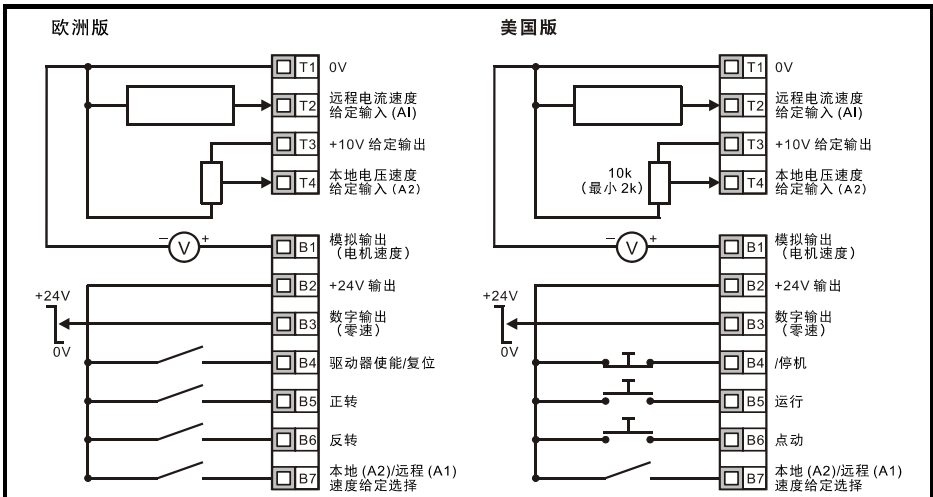 欧洲版
T1 0V
T2 远程电流速度
给定输入 (AI)
T3 +10V 给定输出
T4 本地电压速度
给定输入 (A2)
− V +
B1 模拟输出
（电机速度）
B2 +24V 输出
+24V
B3 数字输出
（零速）
0V
B4 驱动器使能/复位
B5 正转
B6 反转
B7 本地 (A2)/远程 (A1)
速度给定选择
美国版
T1 0V
T2 远程电流速度
给定输入 (AI)
T3 +10V 给定输出
10k
（最小 2k）
T4 本地电压速度
给定输入 (A2)
− V +
B1 模拟输出
（电机速度）
B2 +24V 输出
+24V
B3 数字输出
（零速）
0V
B4 /停机
B5 运行
B6 点动
B7 本地 (A2)/远程 (A1)
速度给定选择